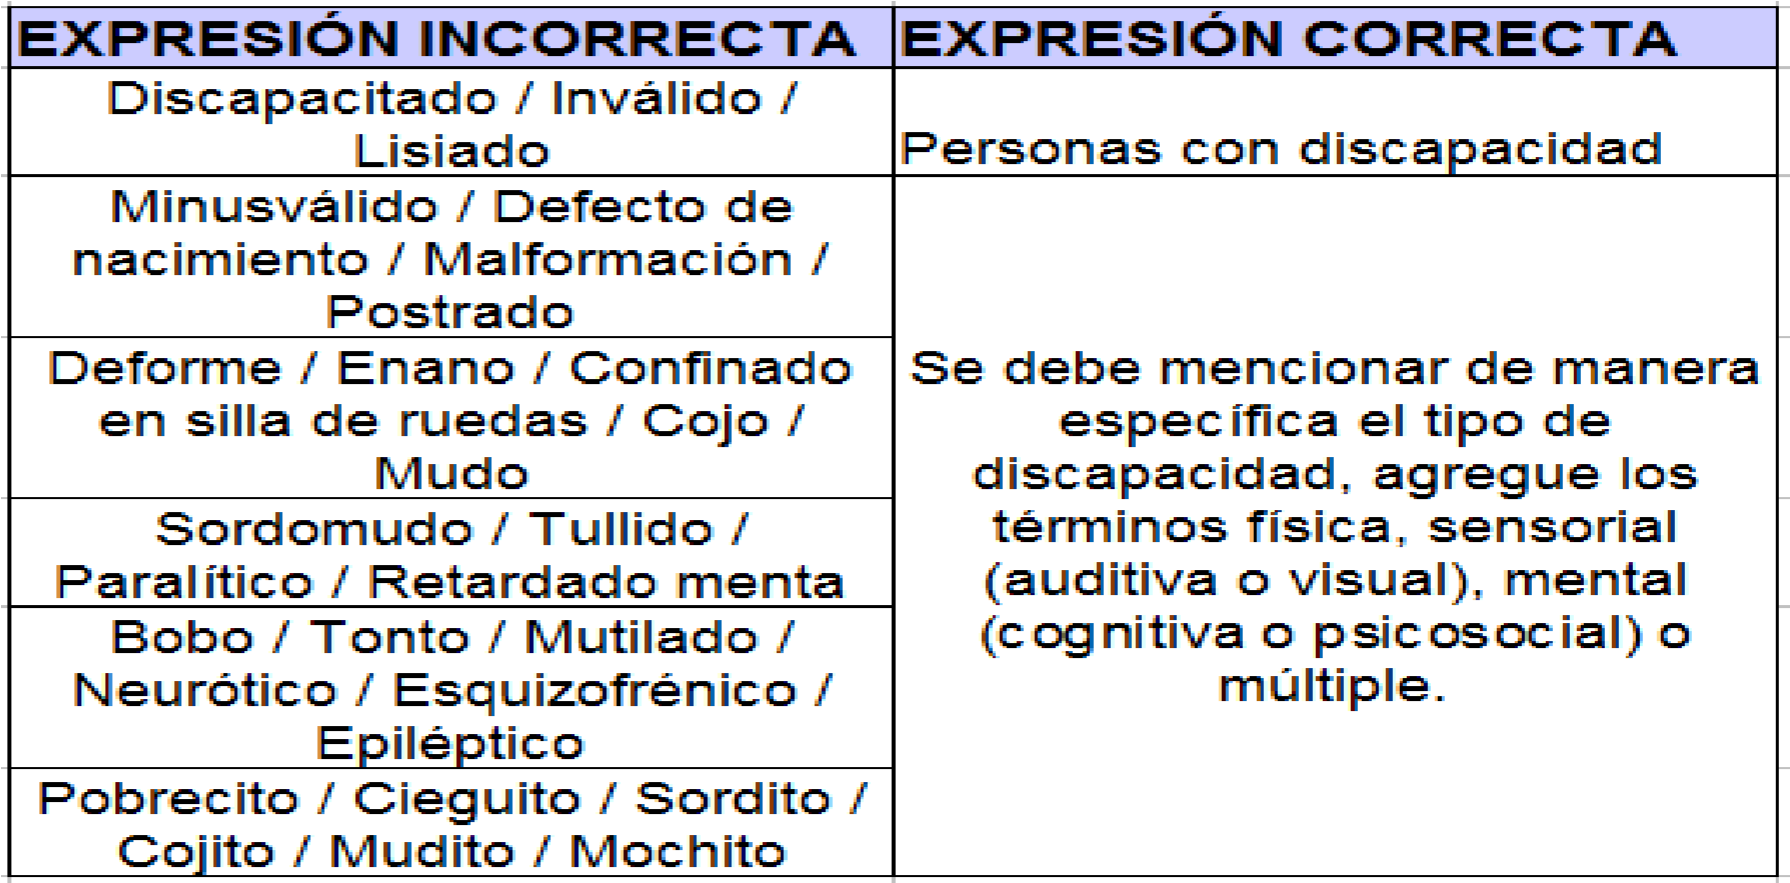 EXPRESIÓN INCORRECTA
EXPRESIÓN CORRECTA
Discapacitado / Inválido /
Lisiado
Personas con discapacidad
Minusválido / Defecto de
nacimiento / Malformación /
Postrado
Deforme / Enano / Confinado
en silla de ruedas / Cojo /
Mudo
Sordomudo / Tullido /
Paralítico / Retardado menta
Bobo / Tonto / Mutilado /
Neurótico / Esquizofrénico /
Epiléptico
Pobrecito / Cieguito / Sordito /
Cojito / Mudito / Mochito
Se debe mencionar de manera
específica el tipo de
discapacidad, agregue los
términos física, sensorial
(auditiva o visual), mental
(cognitiva o psicosocial) o
múltiple.